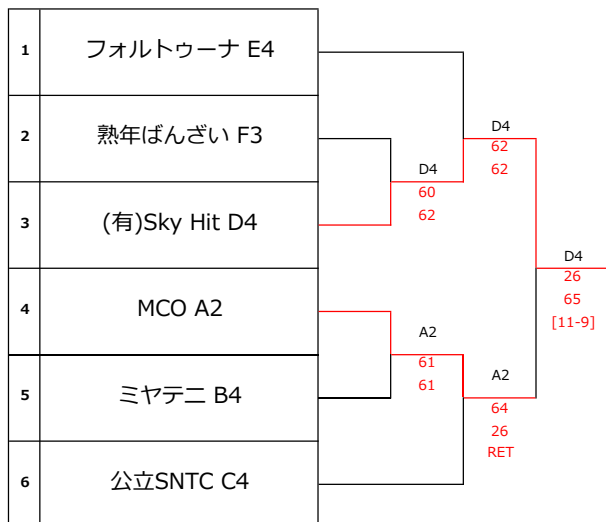 1 フォルトゥーナ E4
2 熟年ばんざい F3
3 (有)Sky Hit D4
4 MCO A2
5 ミヤテニ B4
6 公立SNTC C4
D4
60
62
A2
61
61
D4
62
62
A2
64
26
RET
D4
26
65
[11-9]